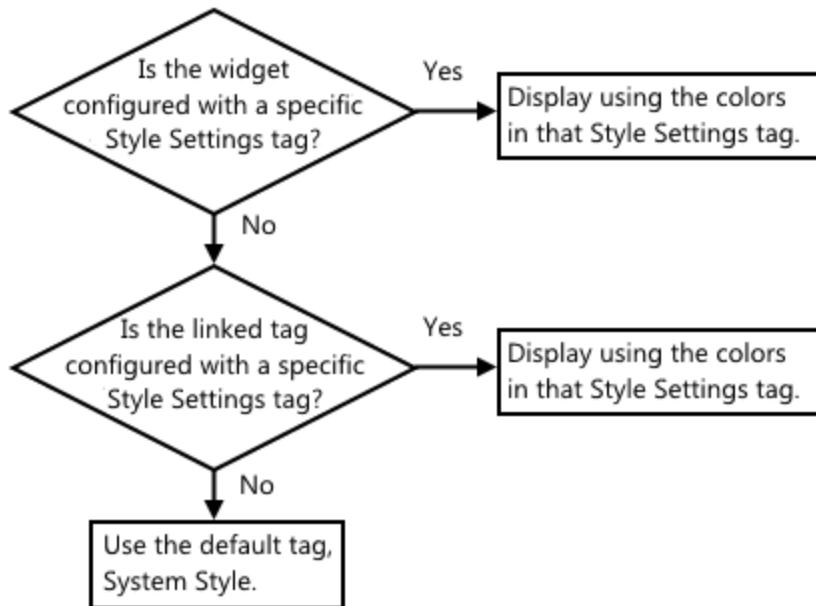 Is the widget
configured with a specific
Style Settings tag?
Yes
Display using the colors
in that Style Settings tag.
No
Is the linked tag
configured with a specific
Style Settings tag?
Yes
Display using the colors
in that Style Settings tag.
No
Use the default tag,
System Style.